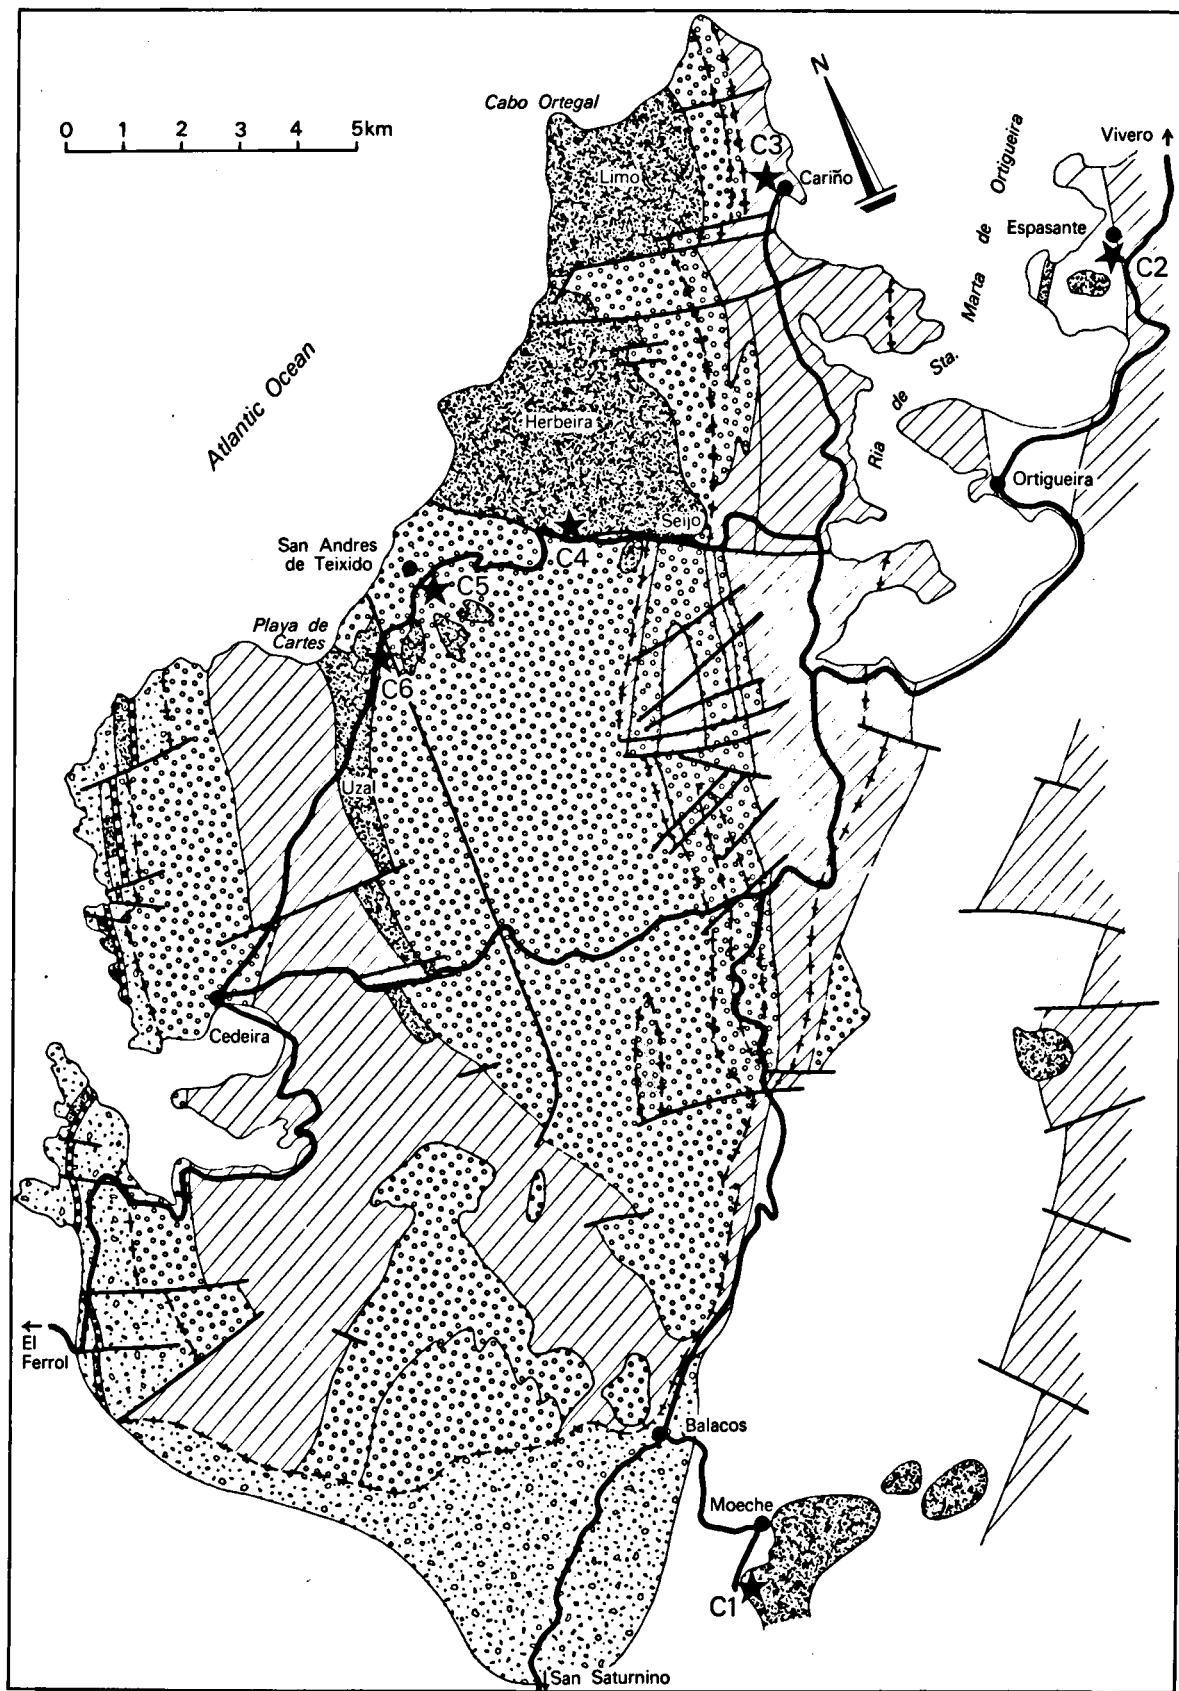 Cabo Ortegal
N
Vivero
0 1 2 3 4 5km
C3
Limo
Cariño
Ria de Sta. Marta de Ortigueira
Espasante
C2
Atlantic Ocean
Herbeira
Ortigueira
Seijo
San Andres
de Teixido
C4
C5
Playa de
Cartes
C6
Uzal
Cedeira
El
Ferrol
Balacos
Moeche
C1
San Saturnino